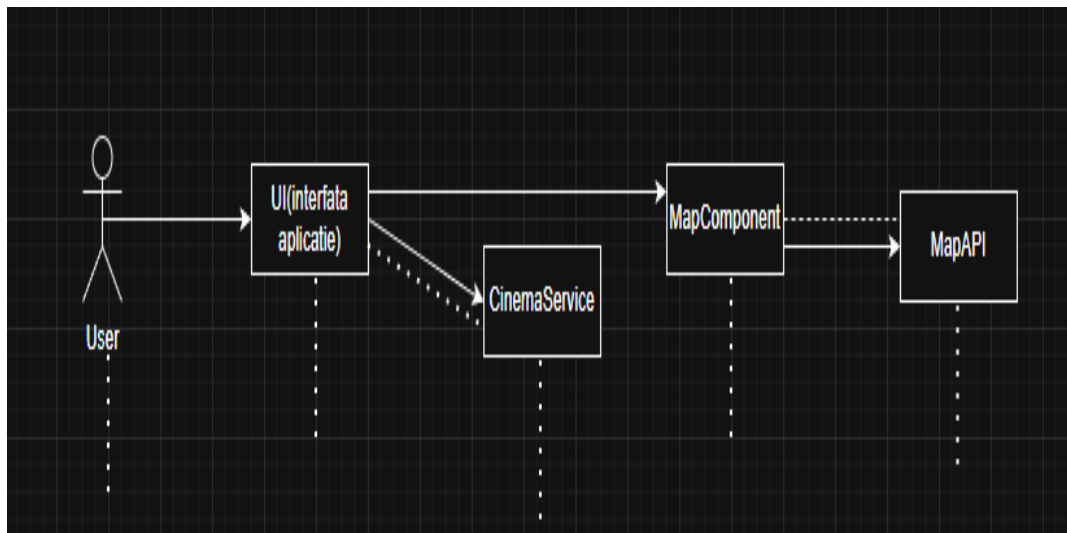 UI(interfata
aplicatie)
MapComponent
MapAPI
CinemaService
User